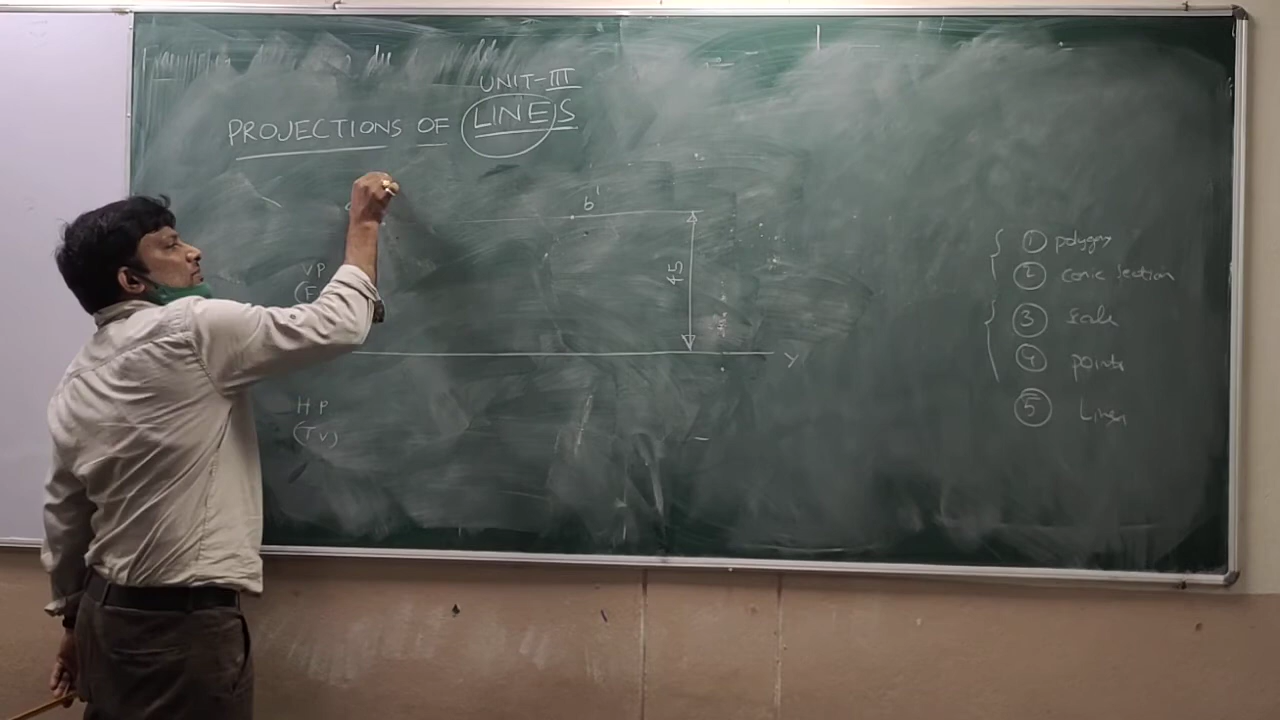 UNIT-III
PROJECTIONS OF LINES
b'
VP
(F
45
Y
HP
(TV)
① polygon
② conic section
③ scale
④ points
⑤ Lines